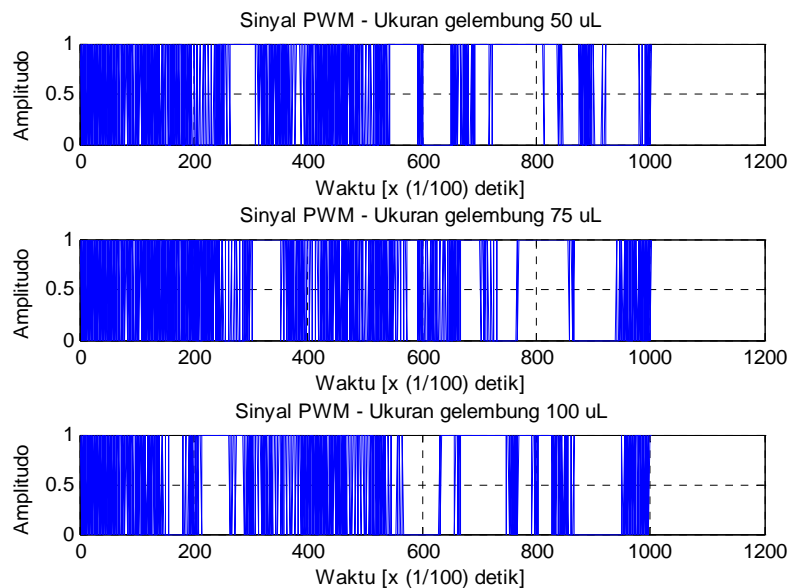 Sinyal PWM - Ukuran gelembung 50 uL
1
0.5
0
Amplitudo
0 200 400 600 800 1000 1200
Waktu [x (1/100) detik]
Sinyal PWM - Ukuran gelembung 75 uL
1
0.5
0
Amplitudo
0 200 400 600 800 1000 1200
Waktu [x (1/100) detik]
Sinyal PWM - Ukuran gelembung 100 uL
1
0.5
0
Amplitudo
0 200 400 600 800 1000 1200
Waktu [x (1/100) detik]